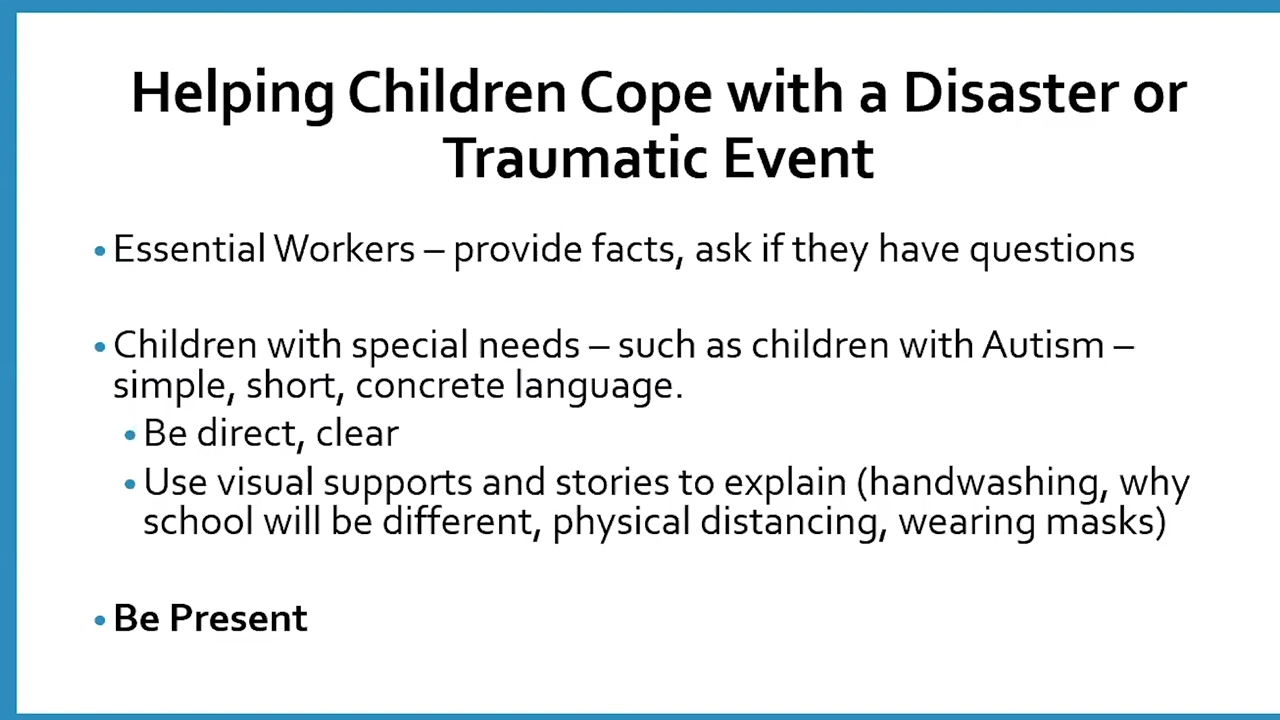 Helping Children Cope with a Disaster or
Traumatic Event
• Essential Workers – provide facts, ask if they have questions
• Children with special needs – such as children with Autism –
simple, short, concrete language.
• Be direct, clear
• Use visual supports and stories to explain (handwashing, why
school will be different, physical distancing, wearing masks)
• Be Present